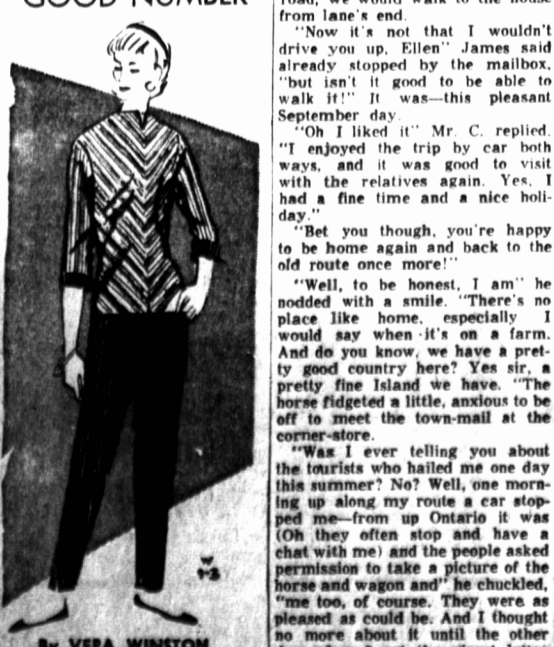 GOOD NUMBER
W
9-3
By VERA WINSTON
road, we would walk to the house
from lane's end.
"Now it's not that I wouldn't
drive you up, Ellen" James said
already stopped by the mailbox,
"but isn't it good to be able to
walk it!" It was—this pleasant
September day.
"Oh I liked it" Mr. C. replied.
"I enjoyed the trip by car both
ways, and it was good to visit
with the relatives again. Yes, I
had a fine time and a nice holi-
day."
"Bet you though, you're happy
to be home again and back to the
old route once more!"
"Well, to be honest, I am" he
nodded with a smile. "There's no
place like home, especially I
would say when it's on a farm.
And do you know, we have a pret-
ty good country here? Yes sir, a
pretty fine Island we have. "The
horse fidgeted a little, anxious to be
off to meet the town-mail at the
corner-store.
"Was I ever telling you about
the tourists who hailed me one day
this summer? No? Well, one morn-
ing up along my route a car stop-
ped me—from up Ontario it was
(Oh they often stop and have a
chat with me) and the people asked
permission to take a picture of the
horse and wagon" he chuckled,
"me too, of course. They were as
pleased as could be. And I thought
no more about it until the other